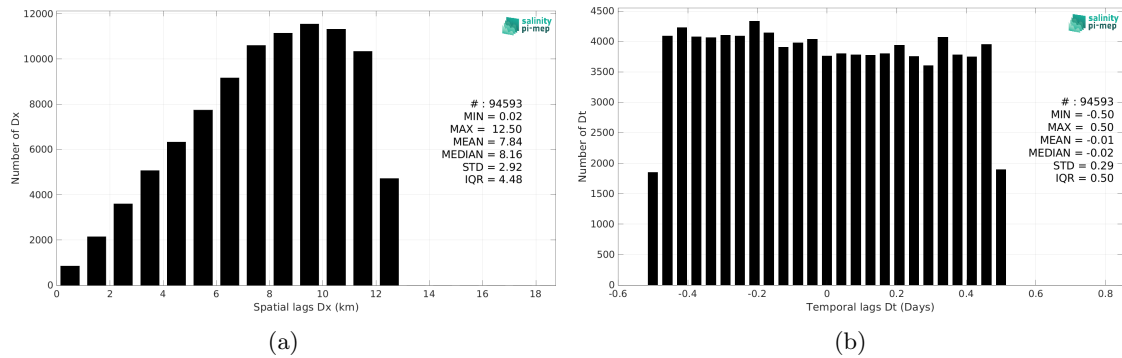 salinity
pi-mep
12000
10000
8000
6000
4000
2000
0
Number of Dx
# : 94593
MIN = 0.02
MAX = 12.50
MEAN = 7.84
MEDIAN = 8.16
STD = 2.92
IQR = 4.48
0 2 4 6 8 10 12 14 16 18
Spatial lags Dx (km)
(a)
salinity
pi-mep
4500
4000
3500
3000
2500
2000
1500
1000
500
0
Number of Dt
# : 94593
MIN = -0.50
MAX = 0.50
MEAN = -0.01
MEDIAN = -0.02
STD = 0.29
IQR = 0.50
-0.6 -0.4 -0.2 0 0.2 0.4 0.6 0.8
Temporal lags Dt (Days)
(b)